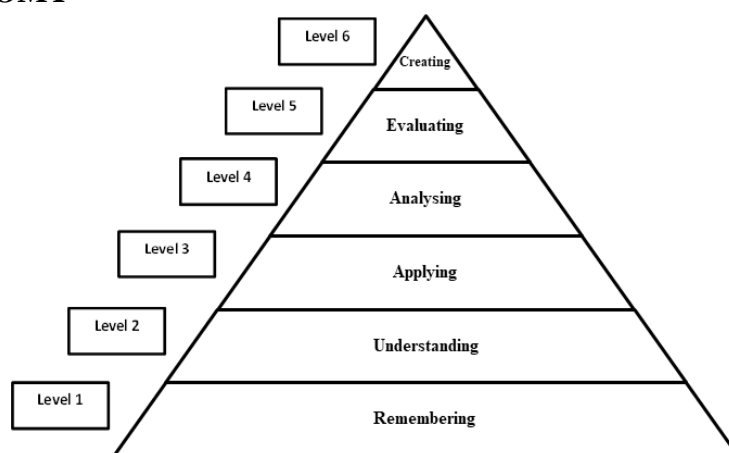 Level 6
Creating
Level 5
Evaluating
Level 4
Analysing
Level 3
Applying
Level 2
Understanding
Level 1
Remembering